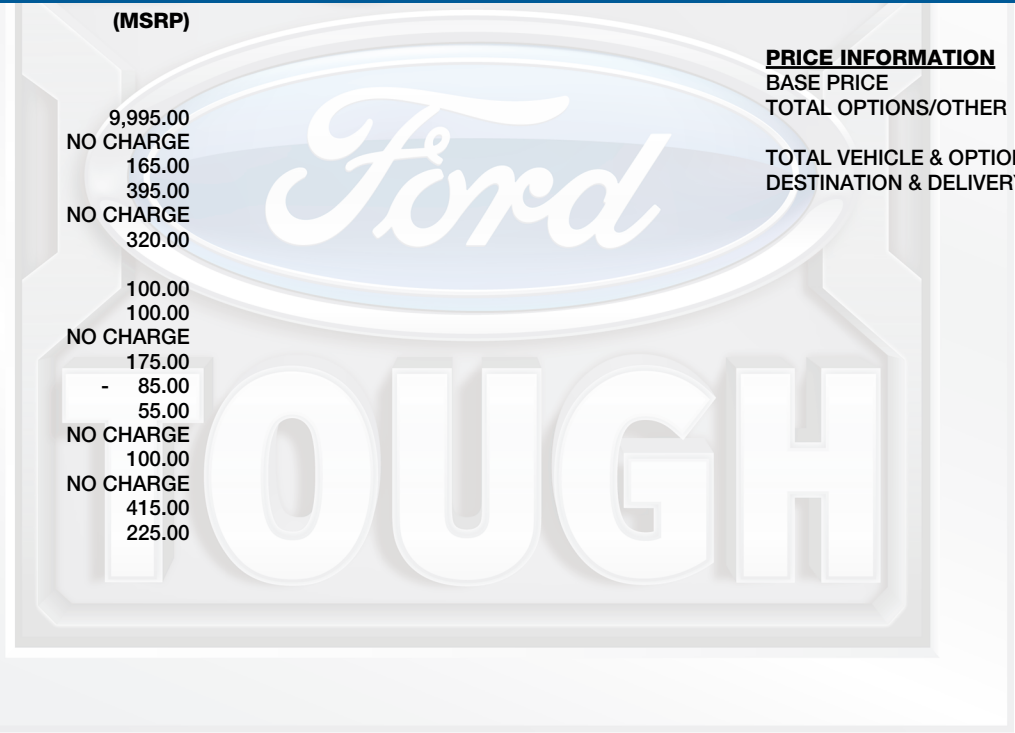 (MSRP)
9,995.00
NO CHARGE
165.00
395.00
NO CHARGE
320.00
100.00
100.00
NO CHARGE
175.00
- 85.00
55.00
NO CHARGE
100.00
NO CHARGE
415.00
225.00
PRICE INFORMATION
BASE PRICE
TOTAL OPTIONS/OTHER
TOTAL VEHICLE & OPTION
DESTINATION & DELIVERY
Ford
TOUGH